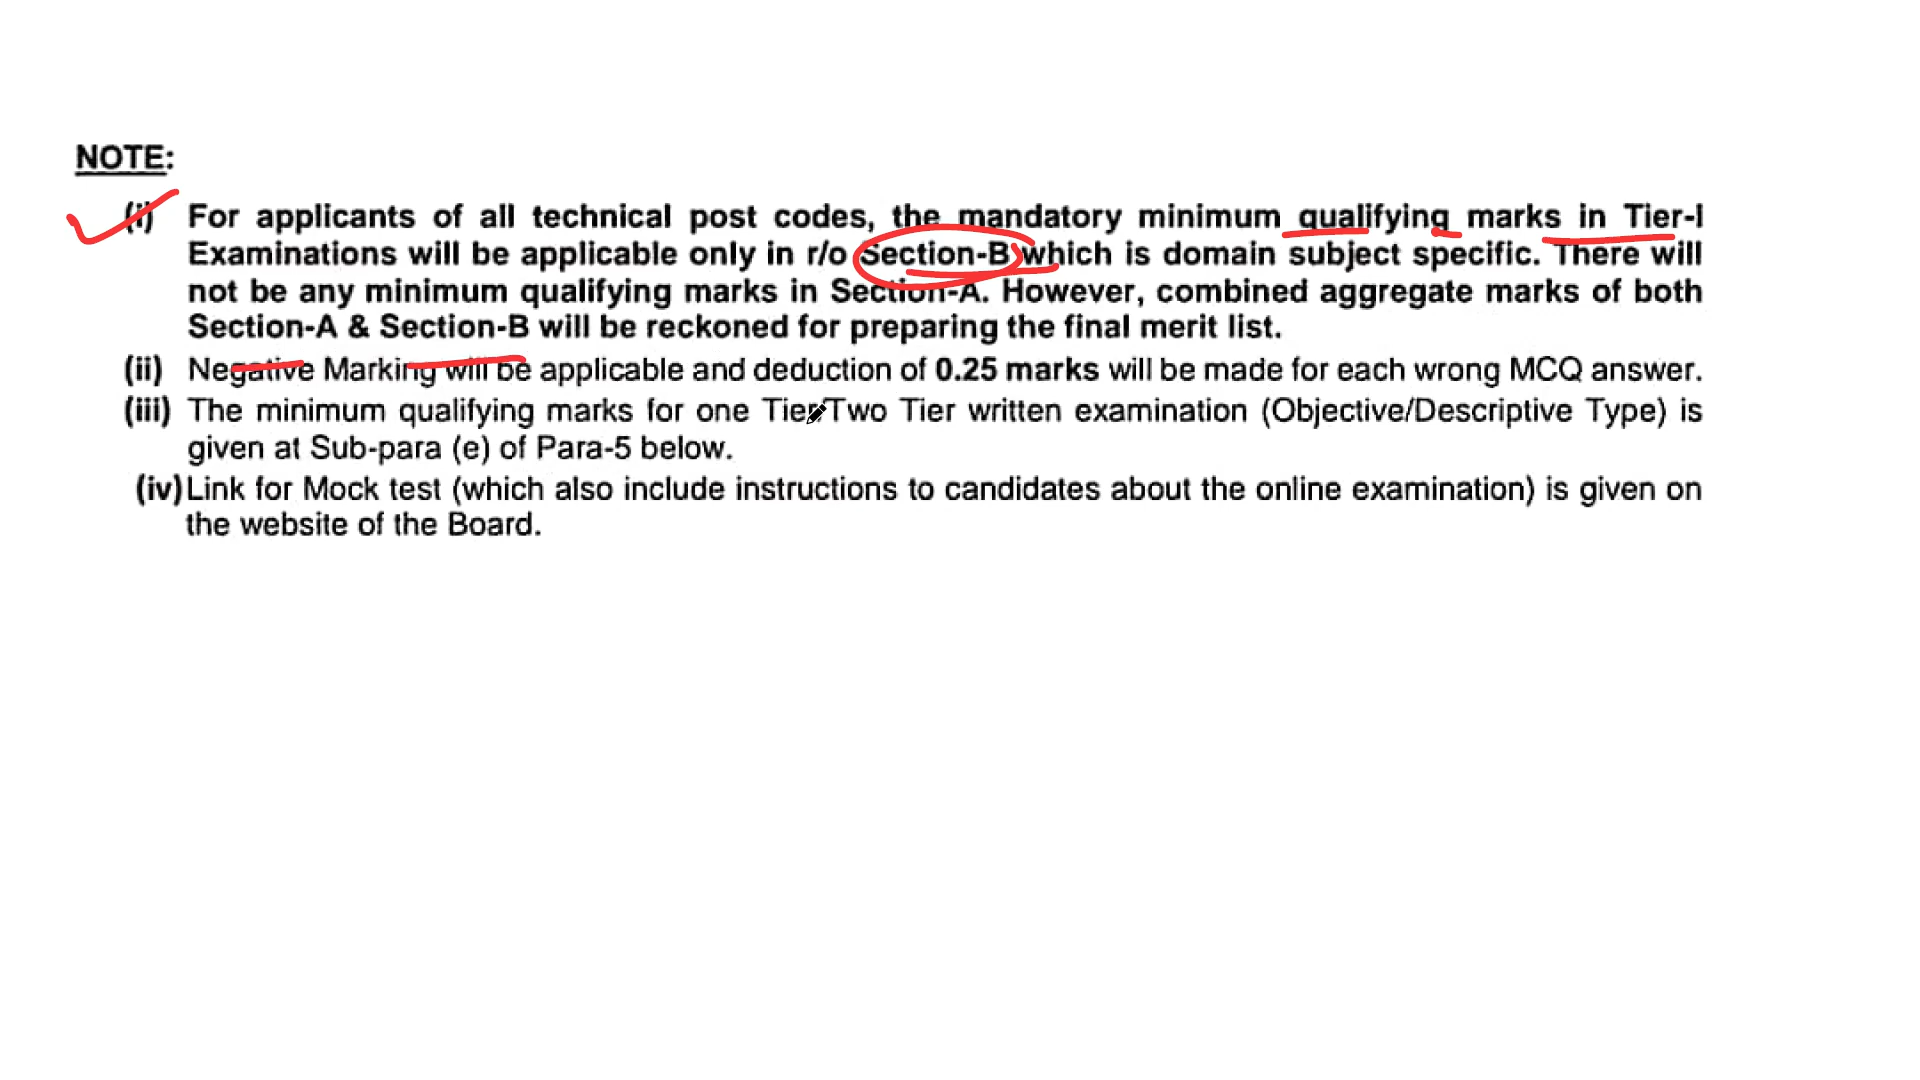 NOTE:
(i) For applicants of all technical post codes, the mandatory minimum qualifying marks in Tier-I
Examinations will be applicable only in r/o Section-B which is domain subject specific. There will
not be any minimum qualifying marks in Section-A. However, combined aggregate marks of both
Section-A & Section-B will be reckoned for preparing the final merit list.
(ii) Negative Marking will be applicable and deduction of 0.25 marks will be made for each wrong MCQ answer.
(iii) The minimum qualifying marks for one Tier/Two Tier written examination (Objective/Descriptive Type) is
given at Sub-para (e) of Para-5 below.
(iv) Link for Mock test (which also include instructions to candidates about the online examination) is given on
the website of the Board.